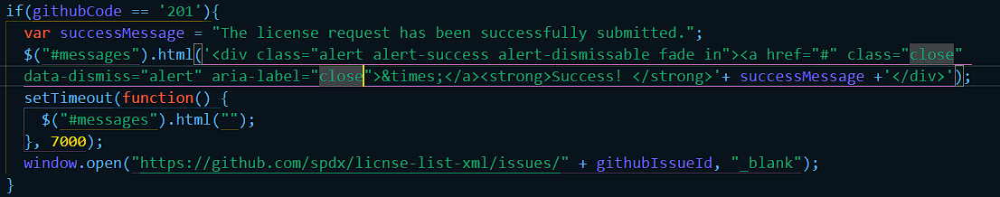 if(githubCode == '201'){
var successMessage = "The license request has been successfully submitted.";
$("#messages").html('<div class="alert alert-success alert-dismissable fade in"><a href="#" class="close"
data-dismiss="alert" aria-label="close">&times;</a><strong>Success! </strong>'+ successMessage +'</div>');
setTimeout(function() {
$("#messages").html("");
}, 7000);
window.open("https://github.com/spdx/licnse-list-xml/issues/" + githubIssueId, "_blank");
}